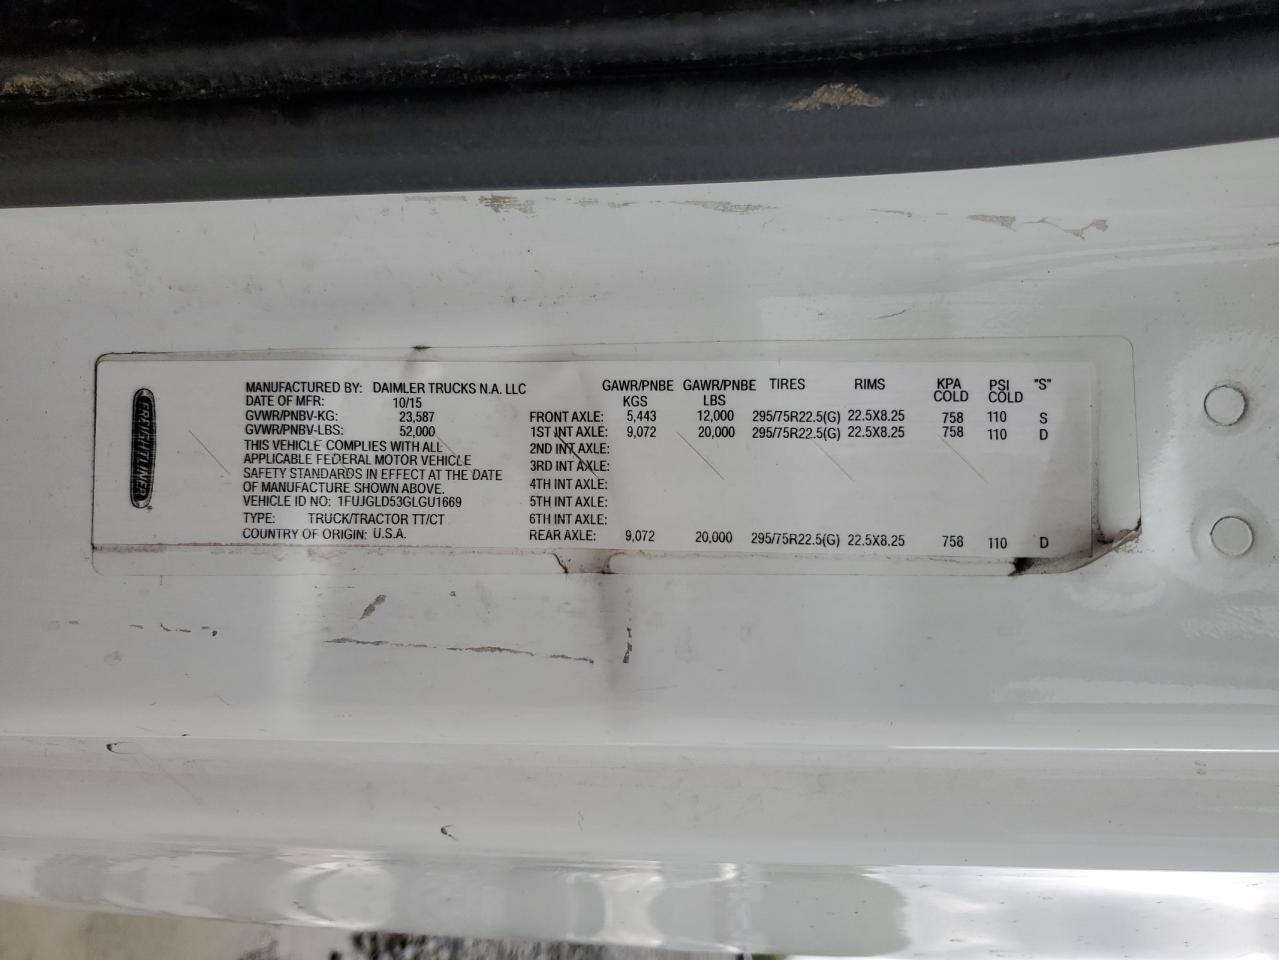 FREIGHTLINER
MANUFACTURED BY: DAIMLER TRUCKS N.A. LLC
DATE OF MFR: 10/15
GVWR/PNBV-KG: 23,587
GVWR/PNBV-LBS: 52,000
THIS VEHICLE COMPLIES WITH ALL
APPLICABLE FEDERAL MOTOR VEHICLE
SAFETY STANDARDS IN EFFECT AT THE DATE
OF MANUFACTURE SHOWN ABOVE.
VEHICLE ID NO: 1FUJGLD53GLGU1669
TYPE: TRUCK/TRACTOR TT/CT
COUNTRY OF ORIGIN: U.S.A.
GAWR/PNBE GAWR/PNBE TIRES RIMS KPA PSI "S"
KGS LBS COLD COLD
FRONT AXLE: 5,443 12,000 295/75R22.5(G) 22.5X8.25 758 110 S
1ST INT AXLE: 9,072 20,000 295/75R22.5(G) 22.5X8.25 758 110 D
2ND INT AXLE:
3RD INT AXLE:
4TH INT AXLE:
5TH INT AXLE:
6TH INT AXLE:
REAR AXLE: 9,072 20,000 295/75R22.5(G) 22.5X8.25 758 110 D